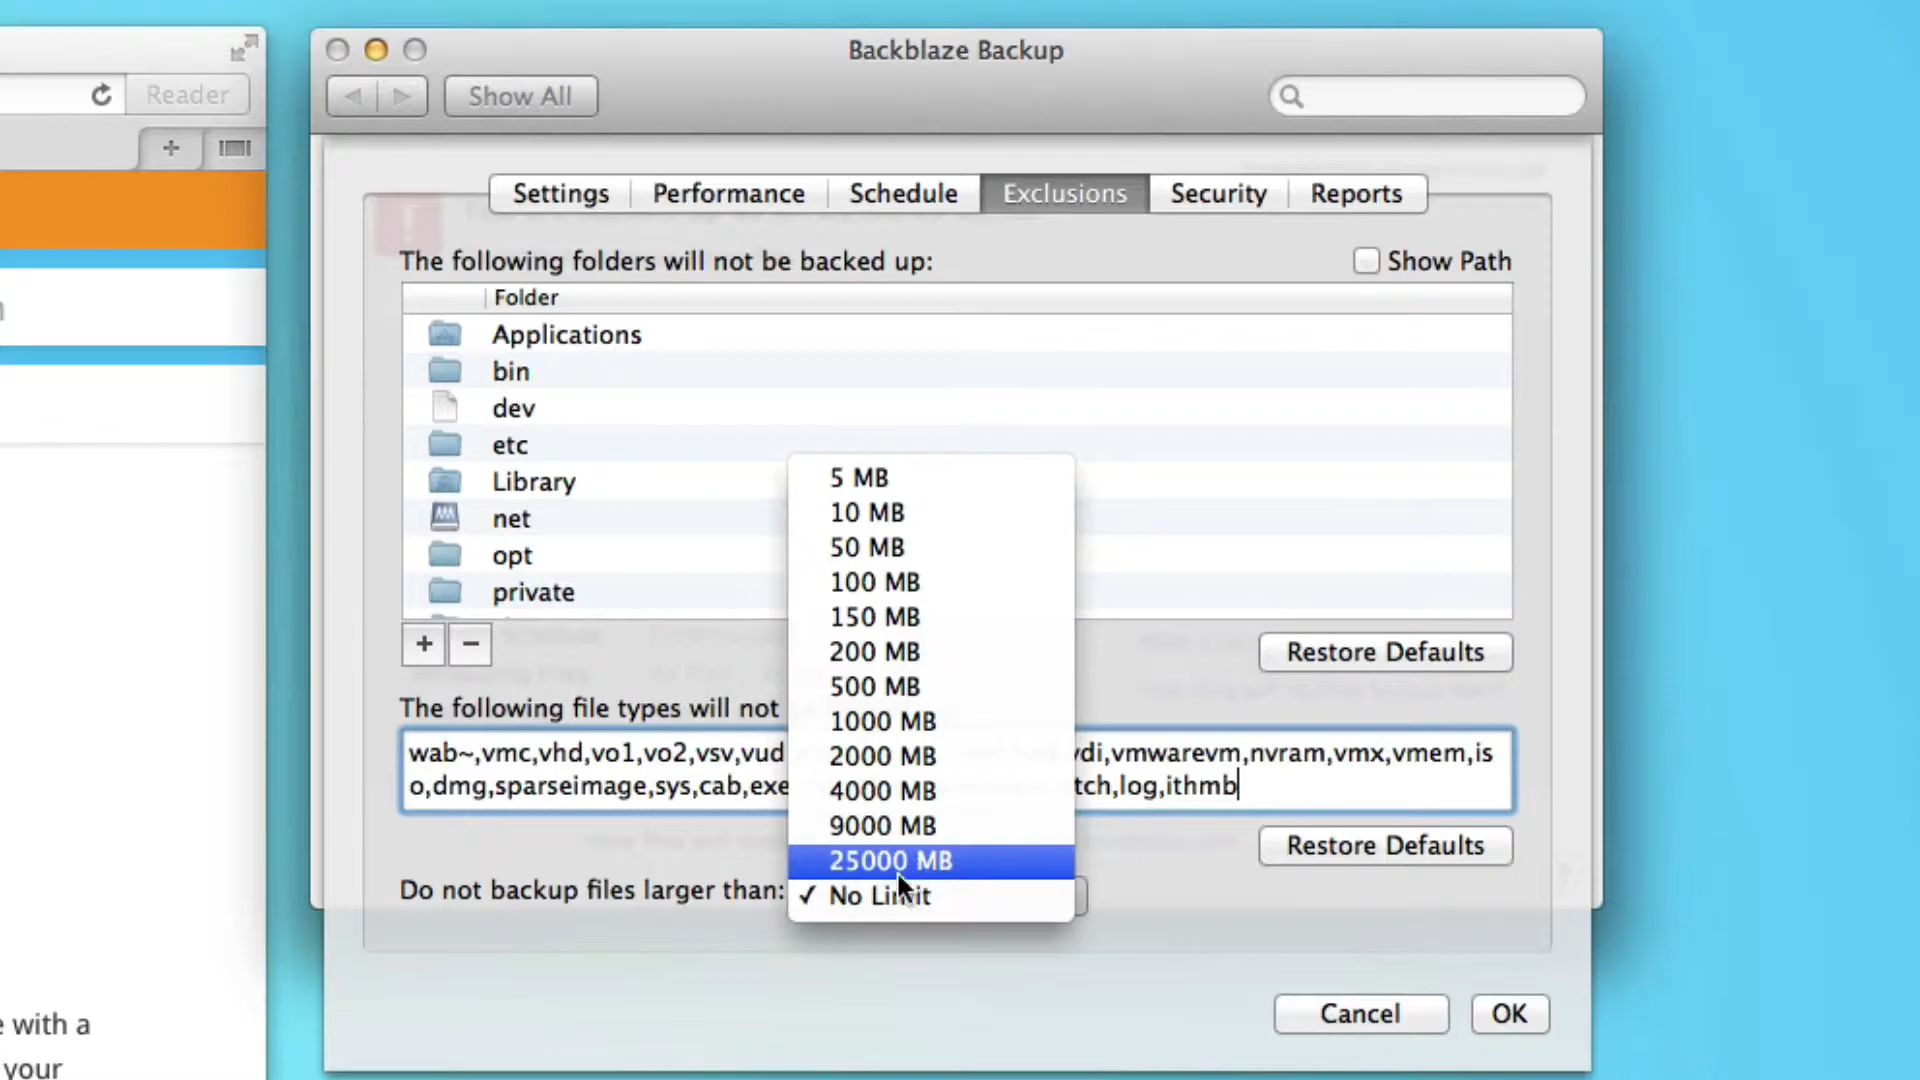 Backblaze Backup
Reader
Show All
Settings
Performance
Schedule
Exclusions
Security
Reports
The following folders will not be backed up:
Show Path
Folder
Applications
bin
dev
etc
Library
net
opt
private
+
−
Restore Defaults
The following file types will not
wab~,vmc,vhd,vo1,vo2,vsv,vud di,vmwarevm,nvram,vmx,vmem,is
o,dmg,sparseimage,sys,cab,exe tch,log,ithmb
Restore Defaults
Do not backup files larger than:
5 MB
10 MB
50 MB
100 MB
150 MB
200 MB
500 MB
1000 MB
2000 MB
4000 MB
9000 MB
25000 MB
✓ No Limit
Cancel
OK
e with a
your